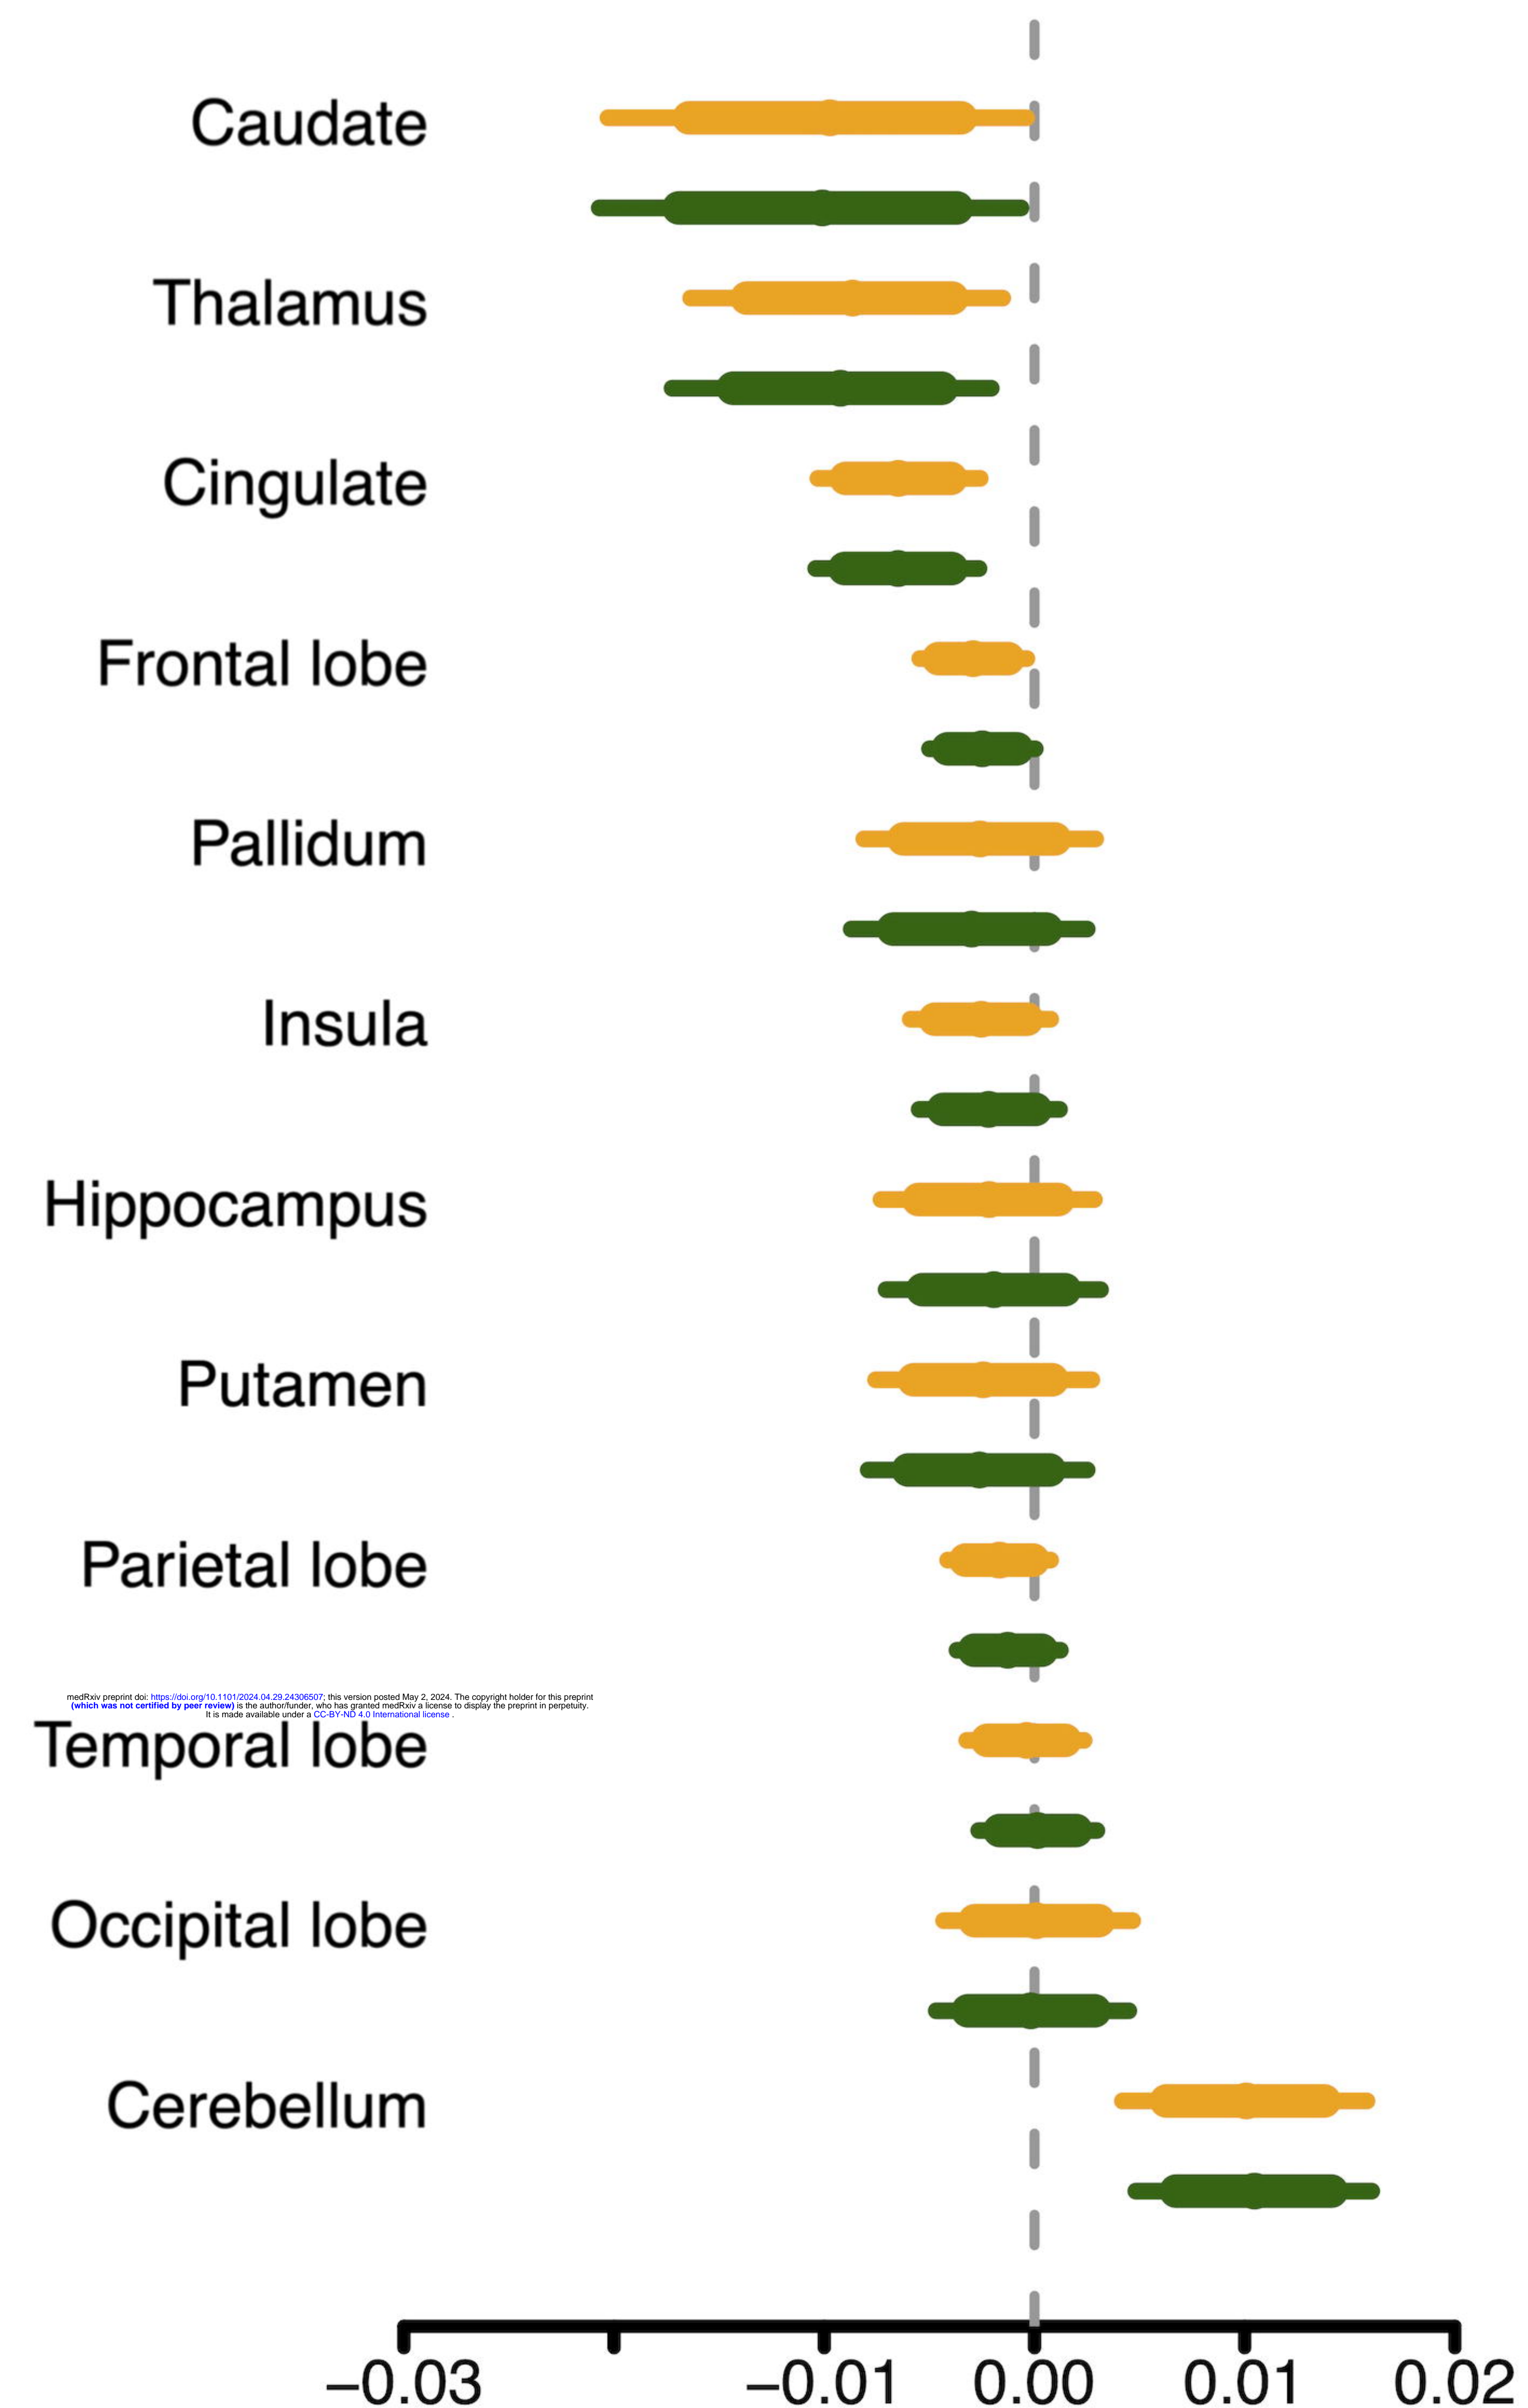 Caudate
Thalamus
Cingulate
Frontal lobe
Pallidum
Insula
Hippocampus
Putamen
Parietal lobe
medRxiv preprint doi: https://doi.org/10.1101/2024.04.29.24306507; this version posted May 2, 2024. The copyright holder for this preprint
(which was not certified by peer review) is the author/funder, who has granted medRxiv a license to display the preprint in perpetuity.
It is made available under a CC-BY-ND 4.0 International license .
Temporal lobe
Occipital lobe
Cerebellum
−0.03 −0.01 0.00 0.01 0.02